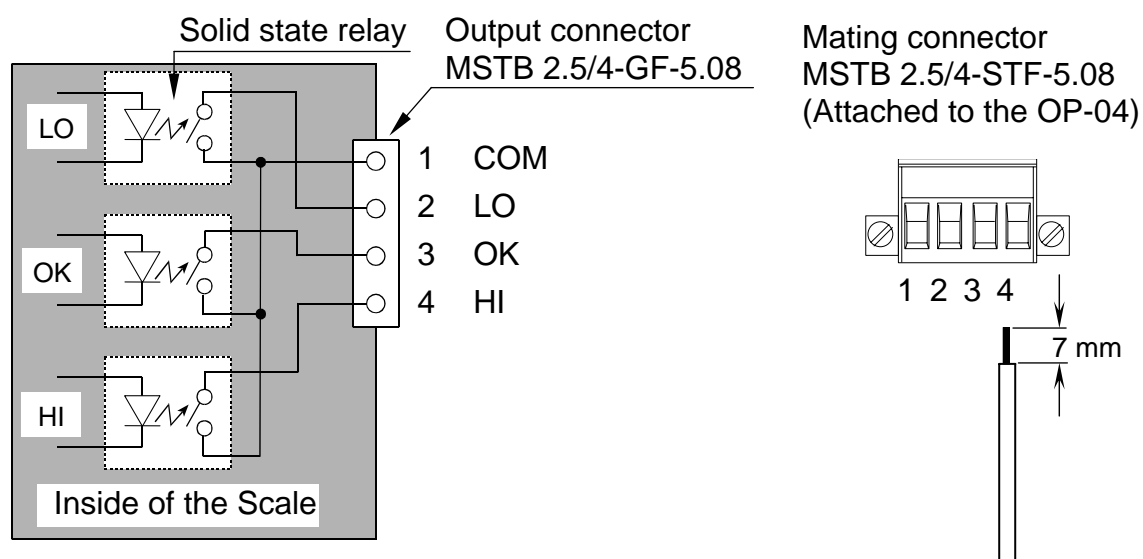 Solid state relay
Output connector
MSTB 2.5/4-GF-5.08
Mating connector
MSTB 2.5/4-STF-5.08
(Attached to the OP-04)
LO
OK
HI
1 COM
2 LO
3 OK
4 HI
1 2 3 4
7 mm
Inside of the Scale